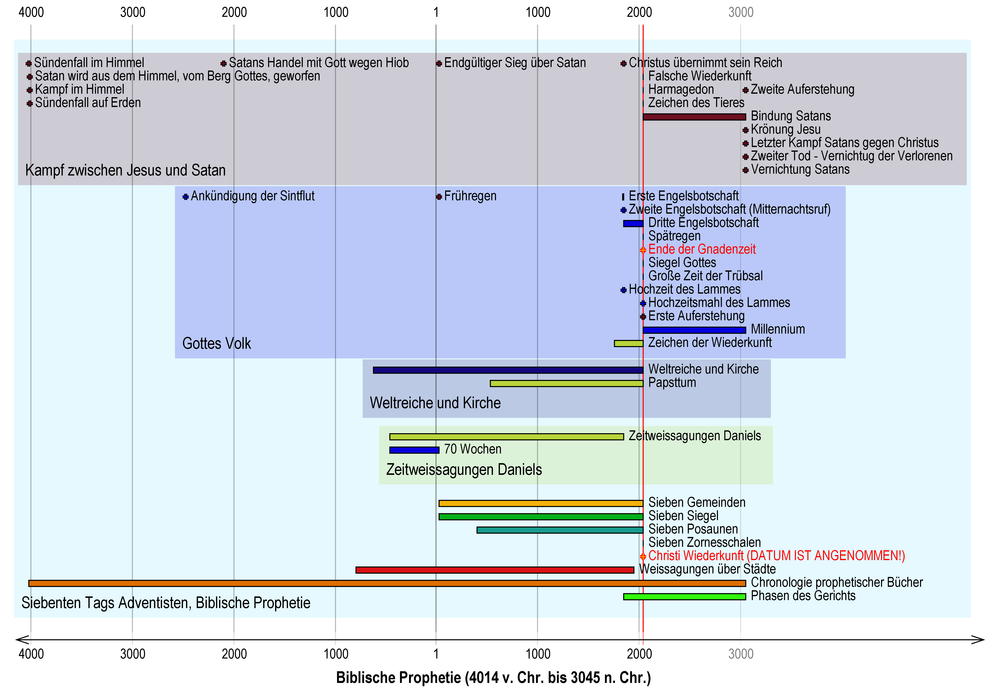 4000 3000 2000 1000 1 1000 2000 3000
Sündenfall im Himmel Satans Handel mit Gott wegen Hiob Endgültiger Sieg über Satan Christus übernimmt sein Reich
Satan wird aus dem Himmel, vom Berg Gottes, geworfen Falsche Wiederkunft
Kampf im Himmel Harmagedon Zweite Auferstehung
Sündenfall auf Erden Zeichen des Tieres
Bindung Satans
Krönung Jesu
Letzter Kampf Satans gegen Christus
Zweiter Tod - Vernichtug der Verlorenen
Vernichtung Satans
Kampf zwischen Jesus und Satan
Ankündigung der Sintflut Frühregen Erste Engelsbotschaft
Zweite Engelsbotschaft (Mitternachtsruf)
Dritte Engelsbotschaft
Spätregen
Ende der Gnadenzeit
Siegel Gottes
Große Zeit der Trübsal
Hochzeit des Lammes
Hochzeitsmahl des Lammes
Erste Auferstehung
Millennium
Zeichen der Wiederkunft
Gottes Volk
Weltreiche und Kirche
Papsttum
Weltreiche und Kirche
Zeitweissagungen Daniels
70 Wochen
Zeitweissagungen Daniels
Sieben Gemeinden
Sieben Siegel
Sieben Posaunen
Sieben Zornesschalen
Christi Wiederkunft (DATUM IST ANGENOMMEN!)
Weissagungen über Städte
Chronologie prophetischer Bücher
Phasen des Gerichts
Siebenten Tags Adventisten, Biblische Prophetie
4000 3000 2000 1000 1 1000 2000 3000
Biblische Prophetie (4014 v. Chr. bis 3045 n. Chr.)